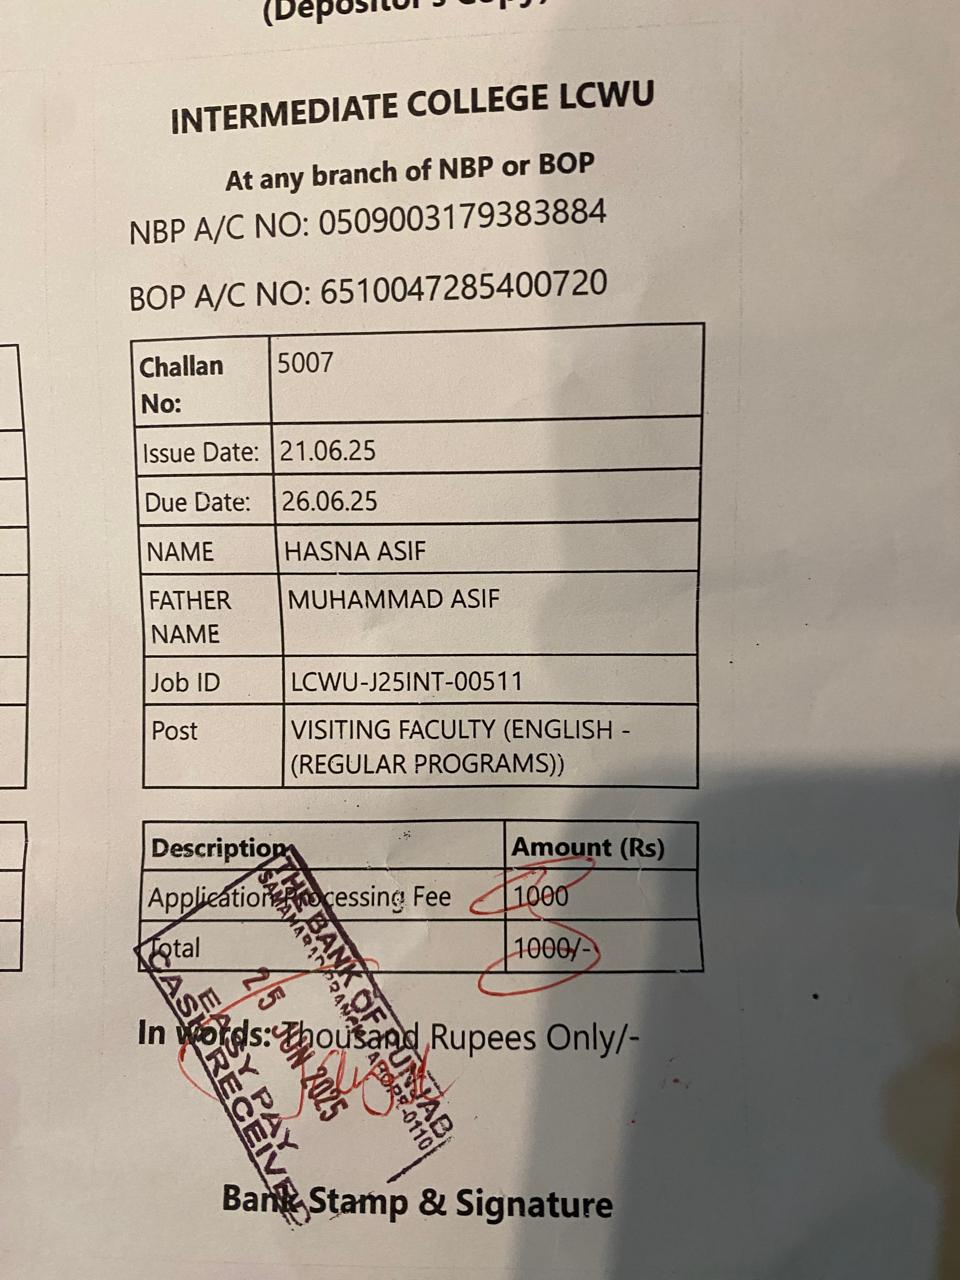 (Depositor's Copy)
INTERMEDIATE COLLEGE LCWU
At any branch of NBP or BOP
NBP A/C NO: 0509003179383884
BOP A/C NO: 6510047285400720
Challan No: 5007
Issue Date: 21.06.25
Due Date: 26.06.25
NAME HASNA ASIF
FATHER NAME MUHAMMAD ASIF
Job ID LCWU-J25INT-00511
Post VISITING FACULTY (ENGLISH -
(REGULAR PROGRAMS))
Description Amount (Rs)
Application Processing Fee 1000
Total 1000/-
In words: Thousand Rupees Only/-
THE BANK OF PUNJAB
25 JUN 2025
EASY PAY
CASH RECEIVED
Bank Stamp & Signature